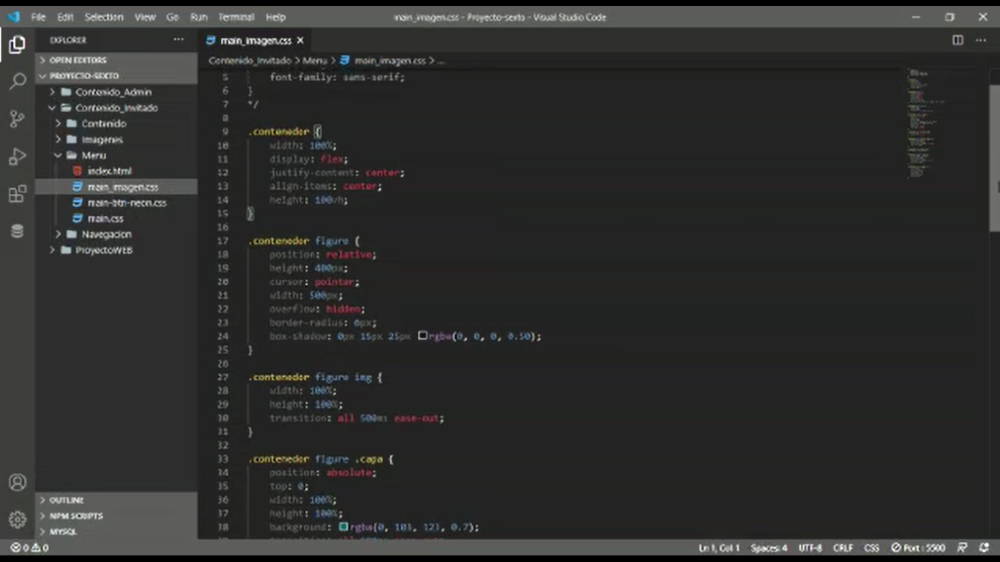 File Edit Selection View Go Run Terminal Help
main_imagen.css - Proyecto-sexto - Visual Studio Code
EXPLORER ...
OPEN EDITORS
PROYECTO-SEXTO
Contenido_Admin
Contenido_Invitado
Contenido
Imagenes
Menu
index.html
main_imagen.css
main-btn-neon.css
main.css
Navegacion
ProyectoWEB
OUTLINE
NPM SCRIPTS
MYSQL
main_imagen.css
Contenido_Invitado > Menu > main_imagen.css > ...
5 font-family: sans-serif;
6 }
7 */
8
9 .contenedor {
10 width: 100%;
11 display: flex;
12 justify-content: center;
13 align-items: center;
14 height: 100vh;
15 }
16
17 .contenedor figure {
18 position: relative;
19 height: 400px;
20 cursor: pointer;
21 width: 500px;
22 overflow: hidden;
23 border-radius: 6px;
24 box-shadow: 0px 15px 25px rgba(0, 0, 0, 0.50);
25 }
26
27 .contenedor figure img {
28 width: 100%;
29 height: 100%;
30 transition: all 500ms ease-out;
31 }
32
33 .contenedor figure .capa {
34 position: absolute;
35 top: 0;
36 width: 100%;
37 height: 100%;
38 background: rgba(0, 103, 123, 0.7);
0 0
Ln 1, Col 1 Spaces: 4 UTF-8 CRLF CSS Port : 5500